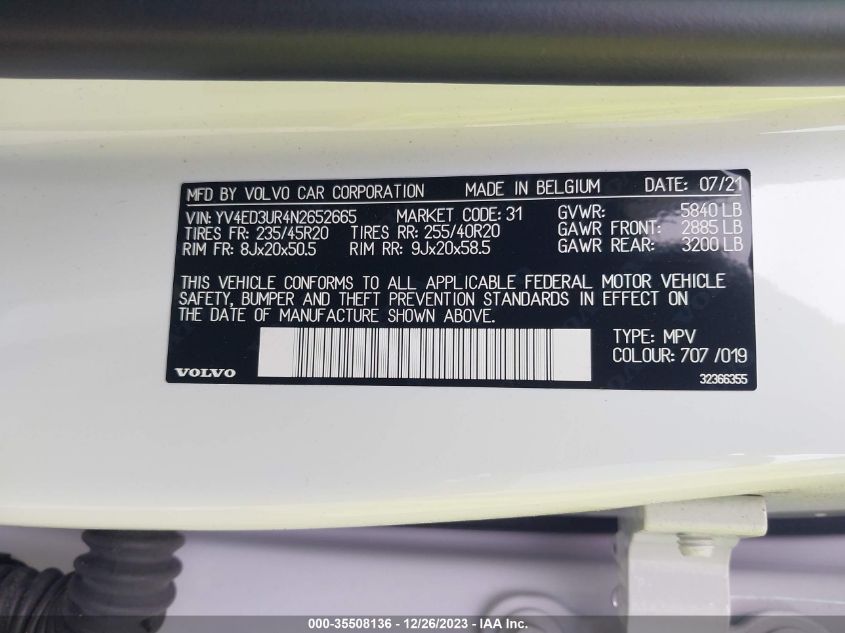 MFD BY VOLVO CAR CORPORATION MADE IN BELGIUM DATE: 07/21
VIN: YV4ED3UR4N2652665 MARKET CODE: 31 GVWR: 5840 LB
TIRES FR: 235/45R20 TIRES RR: 255/40R20 GAWR FRONT: 2885 LB
RIM FR: 8Jx20x50.5 RIM RR: 9Jx20x58.5 GAWR REAR: 3200 LB
THIS VEHICLE CONFORMS TO ALL APPLICABLE FEDERAL MOTOR VEHICLE
SAFETY, BUMPER AND THEFT PREVENTION STANDARDS IN EFFECT ON
THE DATE OF MANUFACTURE SHOWN ABOVE.
TYPE: MPV
COLOUR: 707 /019
VOLVO 32366355
000-35508136 - 12/26/2023 - IAA Inc.